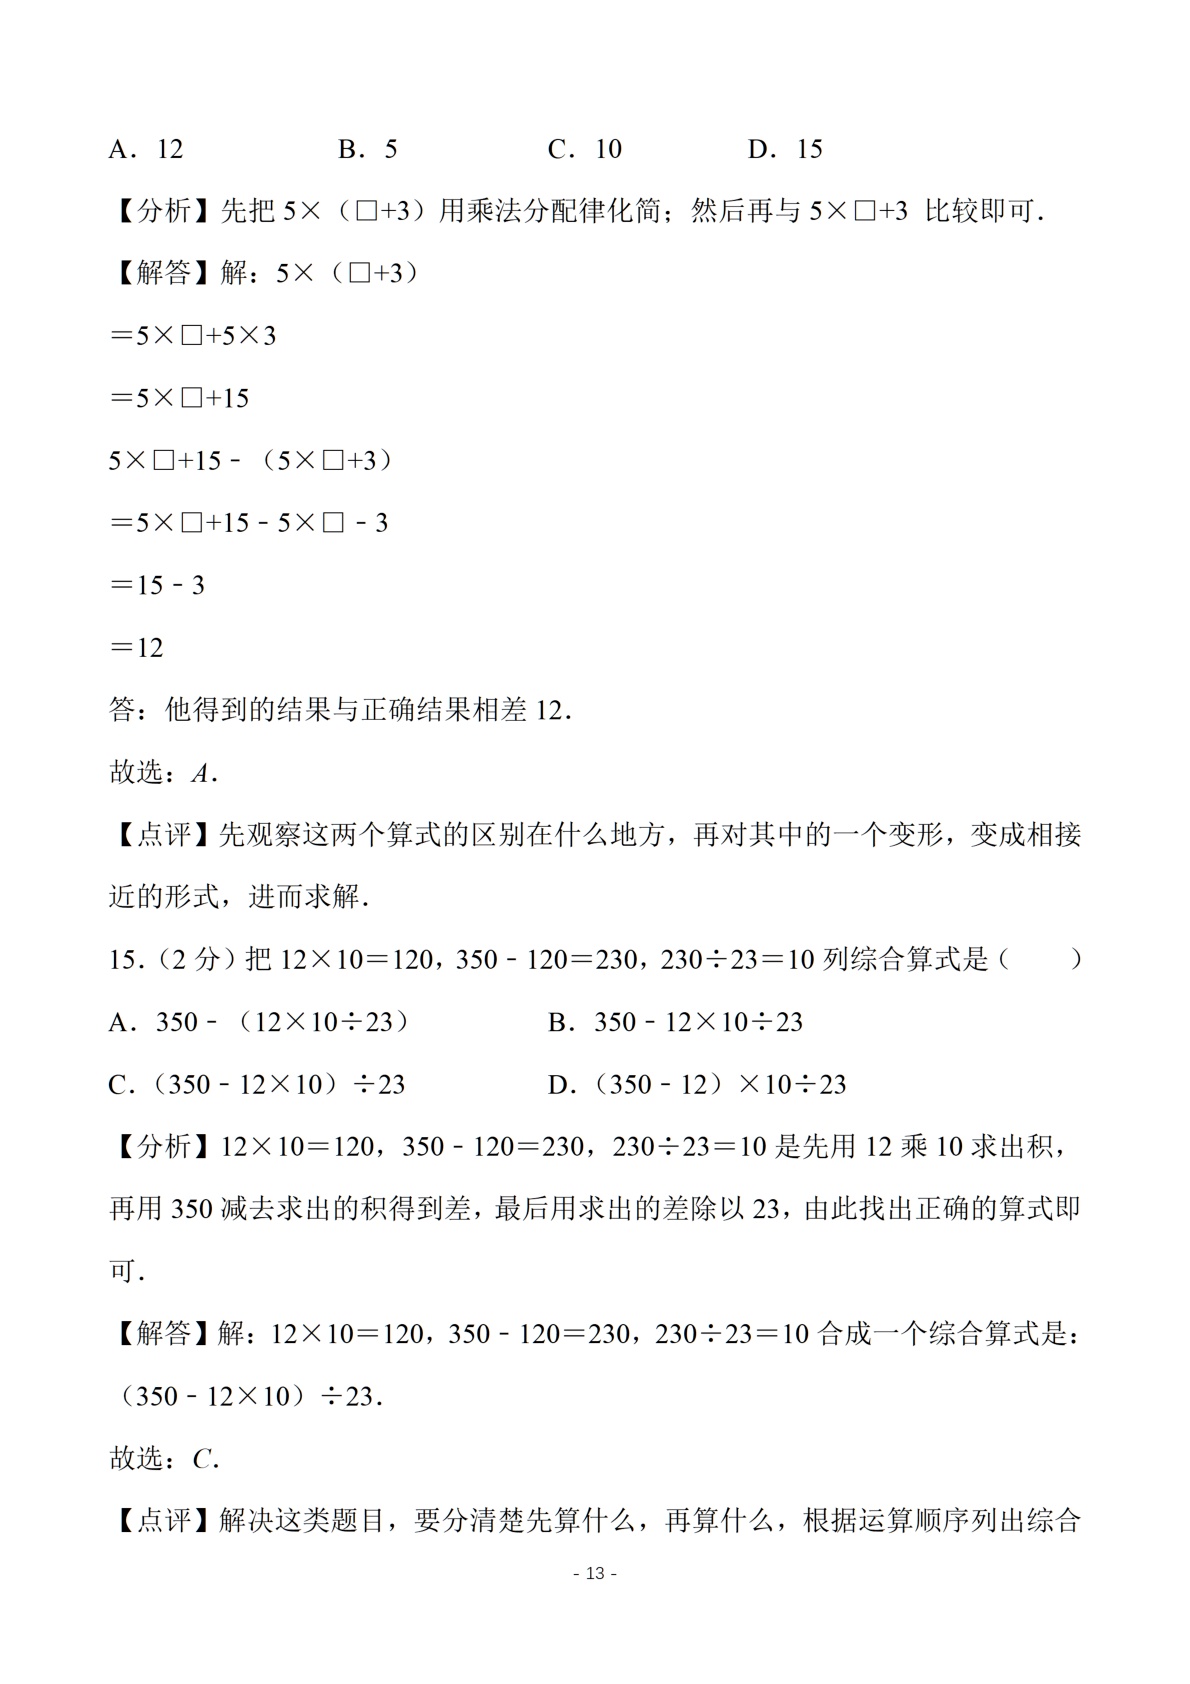 A．12 B．5 C．10 D．15
【分析】先把 5×（□+3）用乘法分配律化简；然后再与 5×□+3 比较即可．
【解答】解：5×（□+3）
＝5×□+5×3
＝5×□+15
5×□+15﹣（5×□+3）
＝5×□+15﹣5×□﹣3
＝15﹣3
＝12
答：他得到的结果与正确结果相差 12．
故选：A．
【点评】先观察这两个算式的区别在什么地方，再对其中的一个变形，变成相接
近的形式，进而求解．
15．（2 分）把 12×10＝120，350﹣120＝230，230÷23＝10 列综合算式是（　　）
A．350﹣（12×10÷23） B．350﹣12×10÷23
C．（350﹣12×10）÷23 D．（350﹣12）×10÷23
【分析】12×10＝120，350﹣120＝230，230÷23＝10 是先用 12 乘 10 求出积，
再用 350 减去求出的积得到差，最后用求出的差除以 23，由此找出正确的算式即
可．
【解答】解：12×10＝120，350﹣120＝230，230÷23＝10 合成一个综合算式是：
（350﹣12×10）÷23．
故选：C．
【点评】解决这类题目，要分清楚先算什么，再算什么，根据运算顺序列出综合
- 13 -